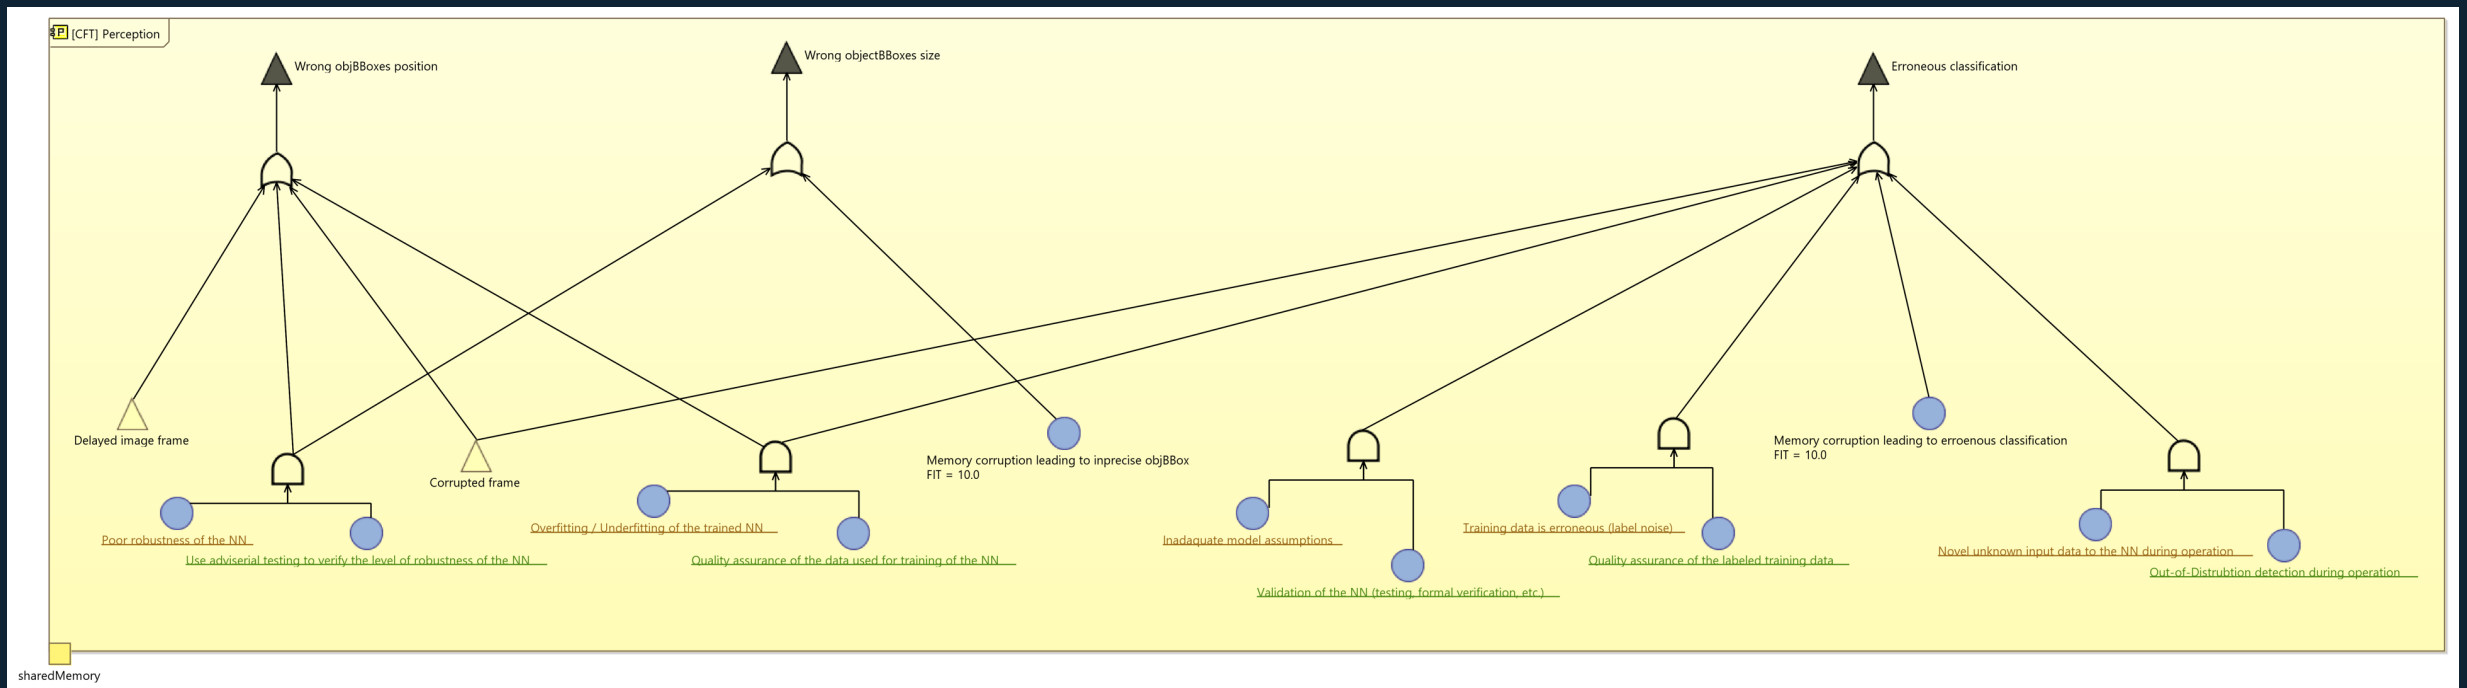 P
[CFT] Perception
Wrong objBBoxes position
Wrong objectBBoxes size
Erroneous classification
Delayed image frame
Corrupted frame
Memory corruption leading to inprecise objBBox
FIT = 10.0
Memory corruption leading to erroenous classification
FIT = 10.0
Poor robustness of the NN
Use adviserial testing to verify the level of robustness of the NN
Overfitting / Underfitting of the trained NN
Quality assurance of the data used for training of the NN
Inadaquate model assumptions
Validation of the NN (testing, formal verification, etc.)
Training data is erroneous (label noise)
Quality assurance of the labeled training data
Novel unknown input data to the NN during operation
Out-of-Distrubtion detection during operation
sharedMemory